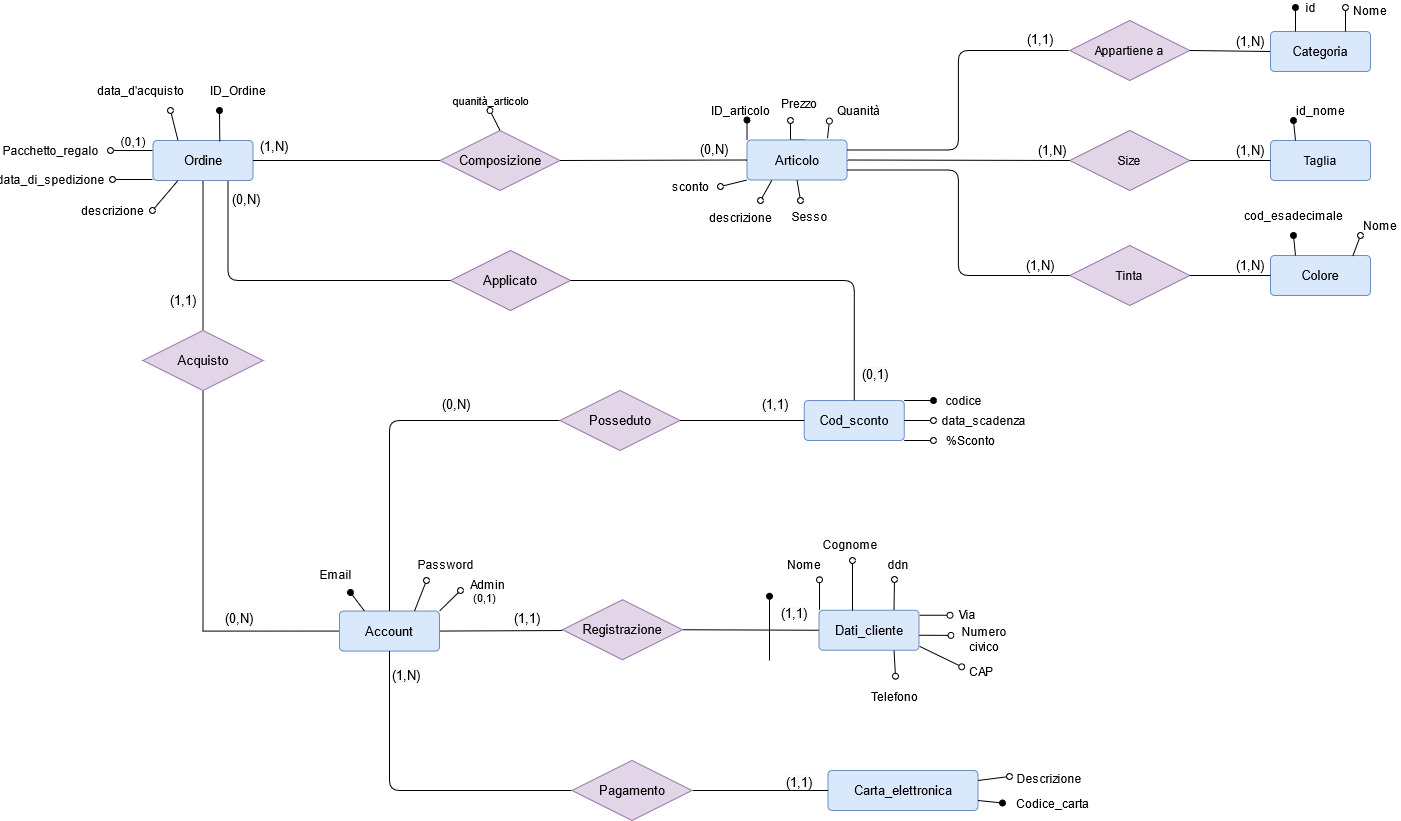 id
Nome
(1,1)
Appartiene a
(1,N)
Categoria
data_d'acquisto
ID_Ordine
quanità_articolo
ID_articolo
Prezzo
Quanità
id_nome
Pacchetto_regalo
(0,1)
Ordine
(1,N)
Composizione
(0,N)
Articolo
(1,N)
Size
(1,N)
Taglia
data_di_spedizione
sconto
descrizione
(0,N)
descrizione
Sesso
cod_esadecimale
Nome
(1,N)
Tinta
(1,N)
Colore
Applicato
(1,1)
Acquisto
(0,1)
(0,N)
Posseduto
(1,1)
Cod_sconto
codice
data_scadenza
%Sconto
Cognome
Email
Password
Admin
(0,1)
Nome
ddn
(0,N)
Account
(1,1)
Registrazione
(1,1)
Dati_cliente
Via
Numero
civico
CAP
Telefono
(1,N)
Pagamento
(1,1)
Carta_elettronica
Descrizione
Codice_carta